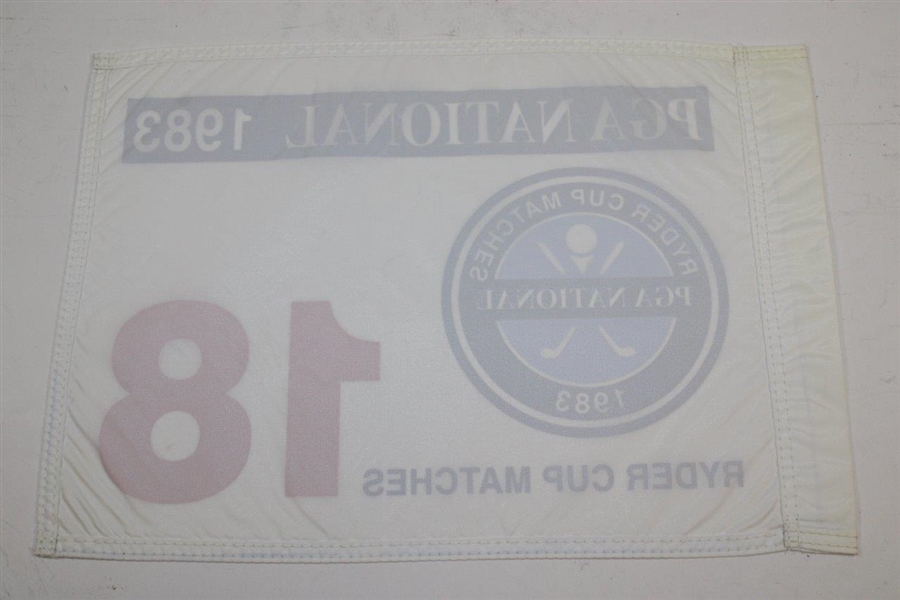 PGA NATIONAL 1983
RYDER CUP MATCHES
PGA NATIONAL
1983
18
RYDER CUP MATCHES